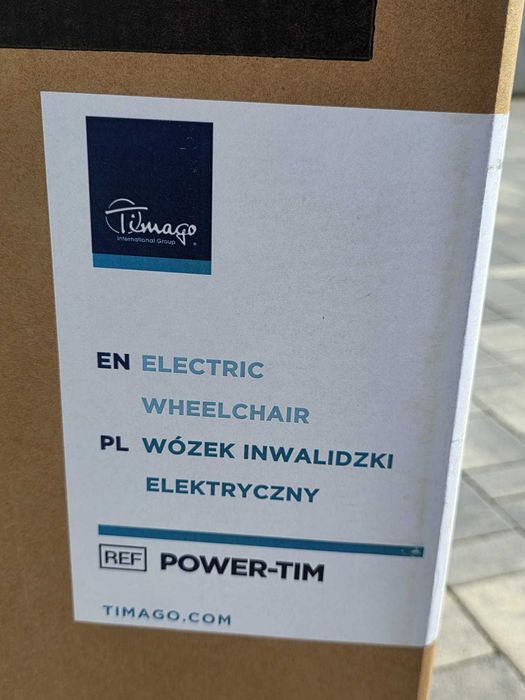 Timago
International Group
EN ELECTRIC
WHEELCHAIR
PL WÓZEK INWALIDZKI
ELEKTRYCZNY
REF POWER-TIM
TIMAGO.COM